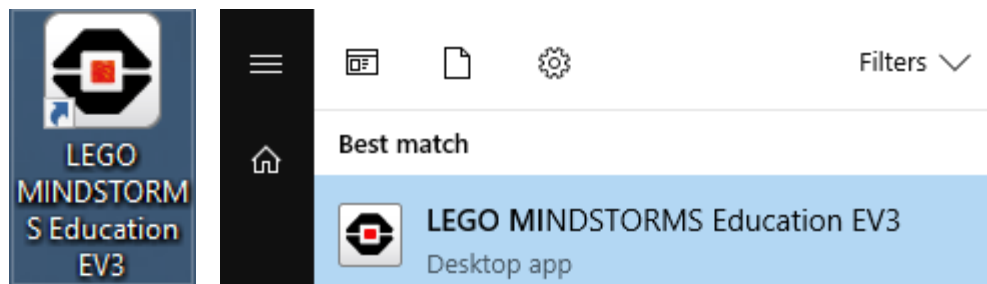 LEGO
MINDSTORM
S Education
EV3
Filters
Best match
LEGO MINDSTORMS Education EV3
Desktop app